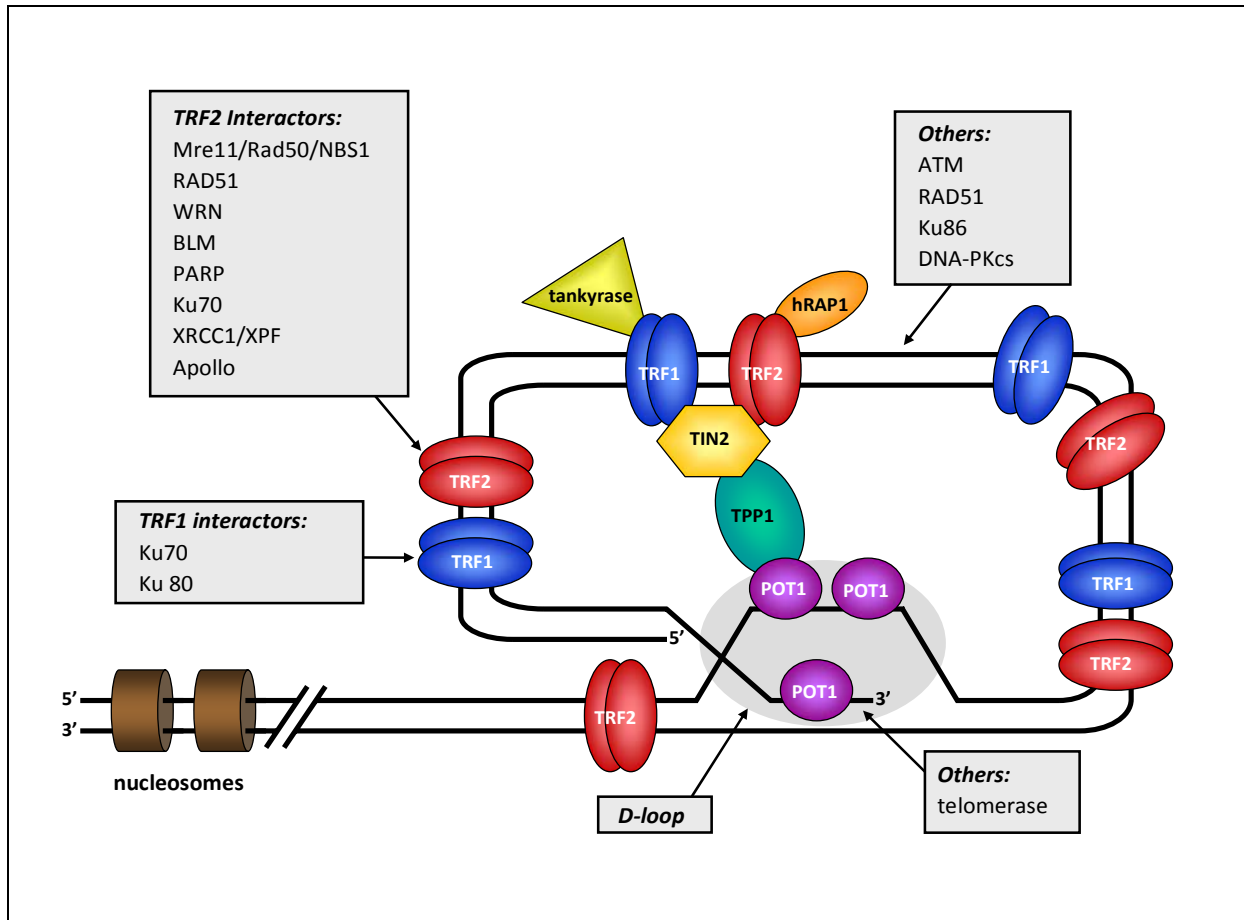 TRF2 Interactors:
Mre11/Rad50/NBS1
RAD51
WRN
BLM
PARP
Ku70
XRCC1/XPF
Apollo
Others:
ATM
RAD51
Ku86
DNA-PKcs
tankyrase
hRAP1
TRF1
TRF2
TRF1
TRF2
TIN2
TRF2
TPP1
TRF1 interactors:
Ku70
Ku 80
TRF1
TRF1
POT1
POT1
5’
TRF2
POT1
3’
5’
3’
TRF2
nucleosomes
D-loop
Others:
telomerase